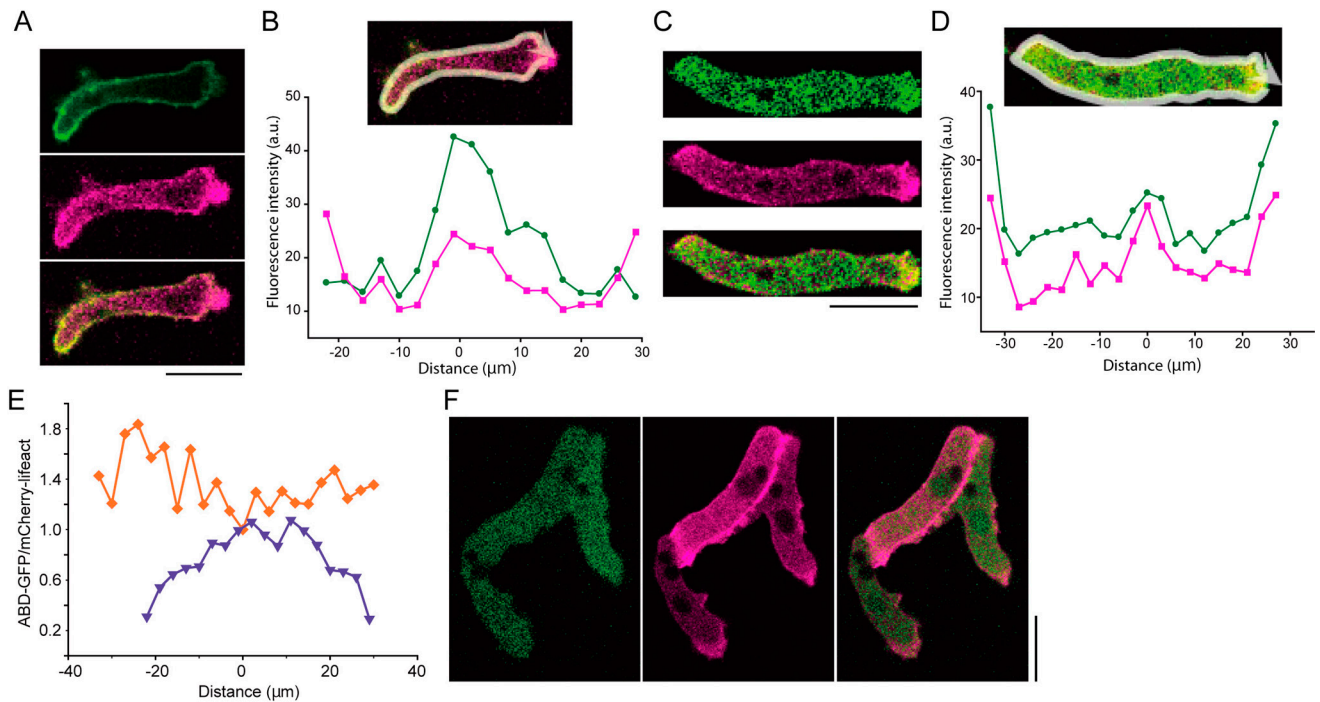 A
B
C
D
Fluorescence intensity (a.u.)
50
40
30
20
10
-20
-10
0
10
20
30
Distance (µm)
Fluorescence intensity (a.u.)
40
30
20
10
-30
-20
-10
0
10
20
30
Distance (µm)
E
F
ABD-GFP/mCherry-lifeact
1.8
1.4
1.0
0.6
0.2
-40
-20
0
20
40
Distance (µm)